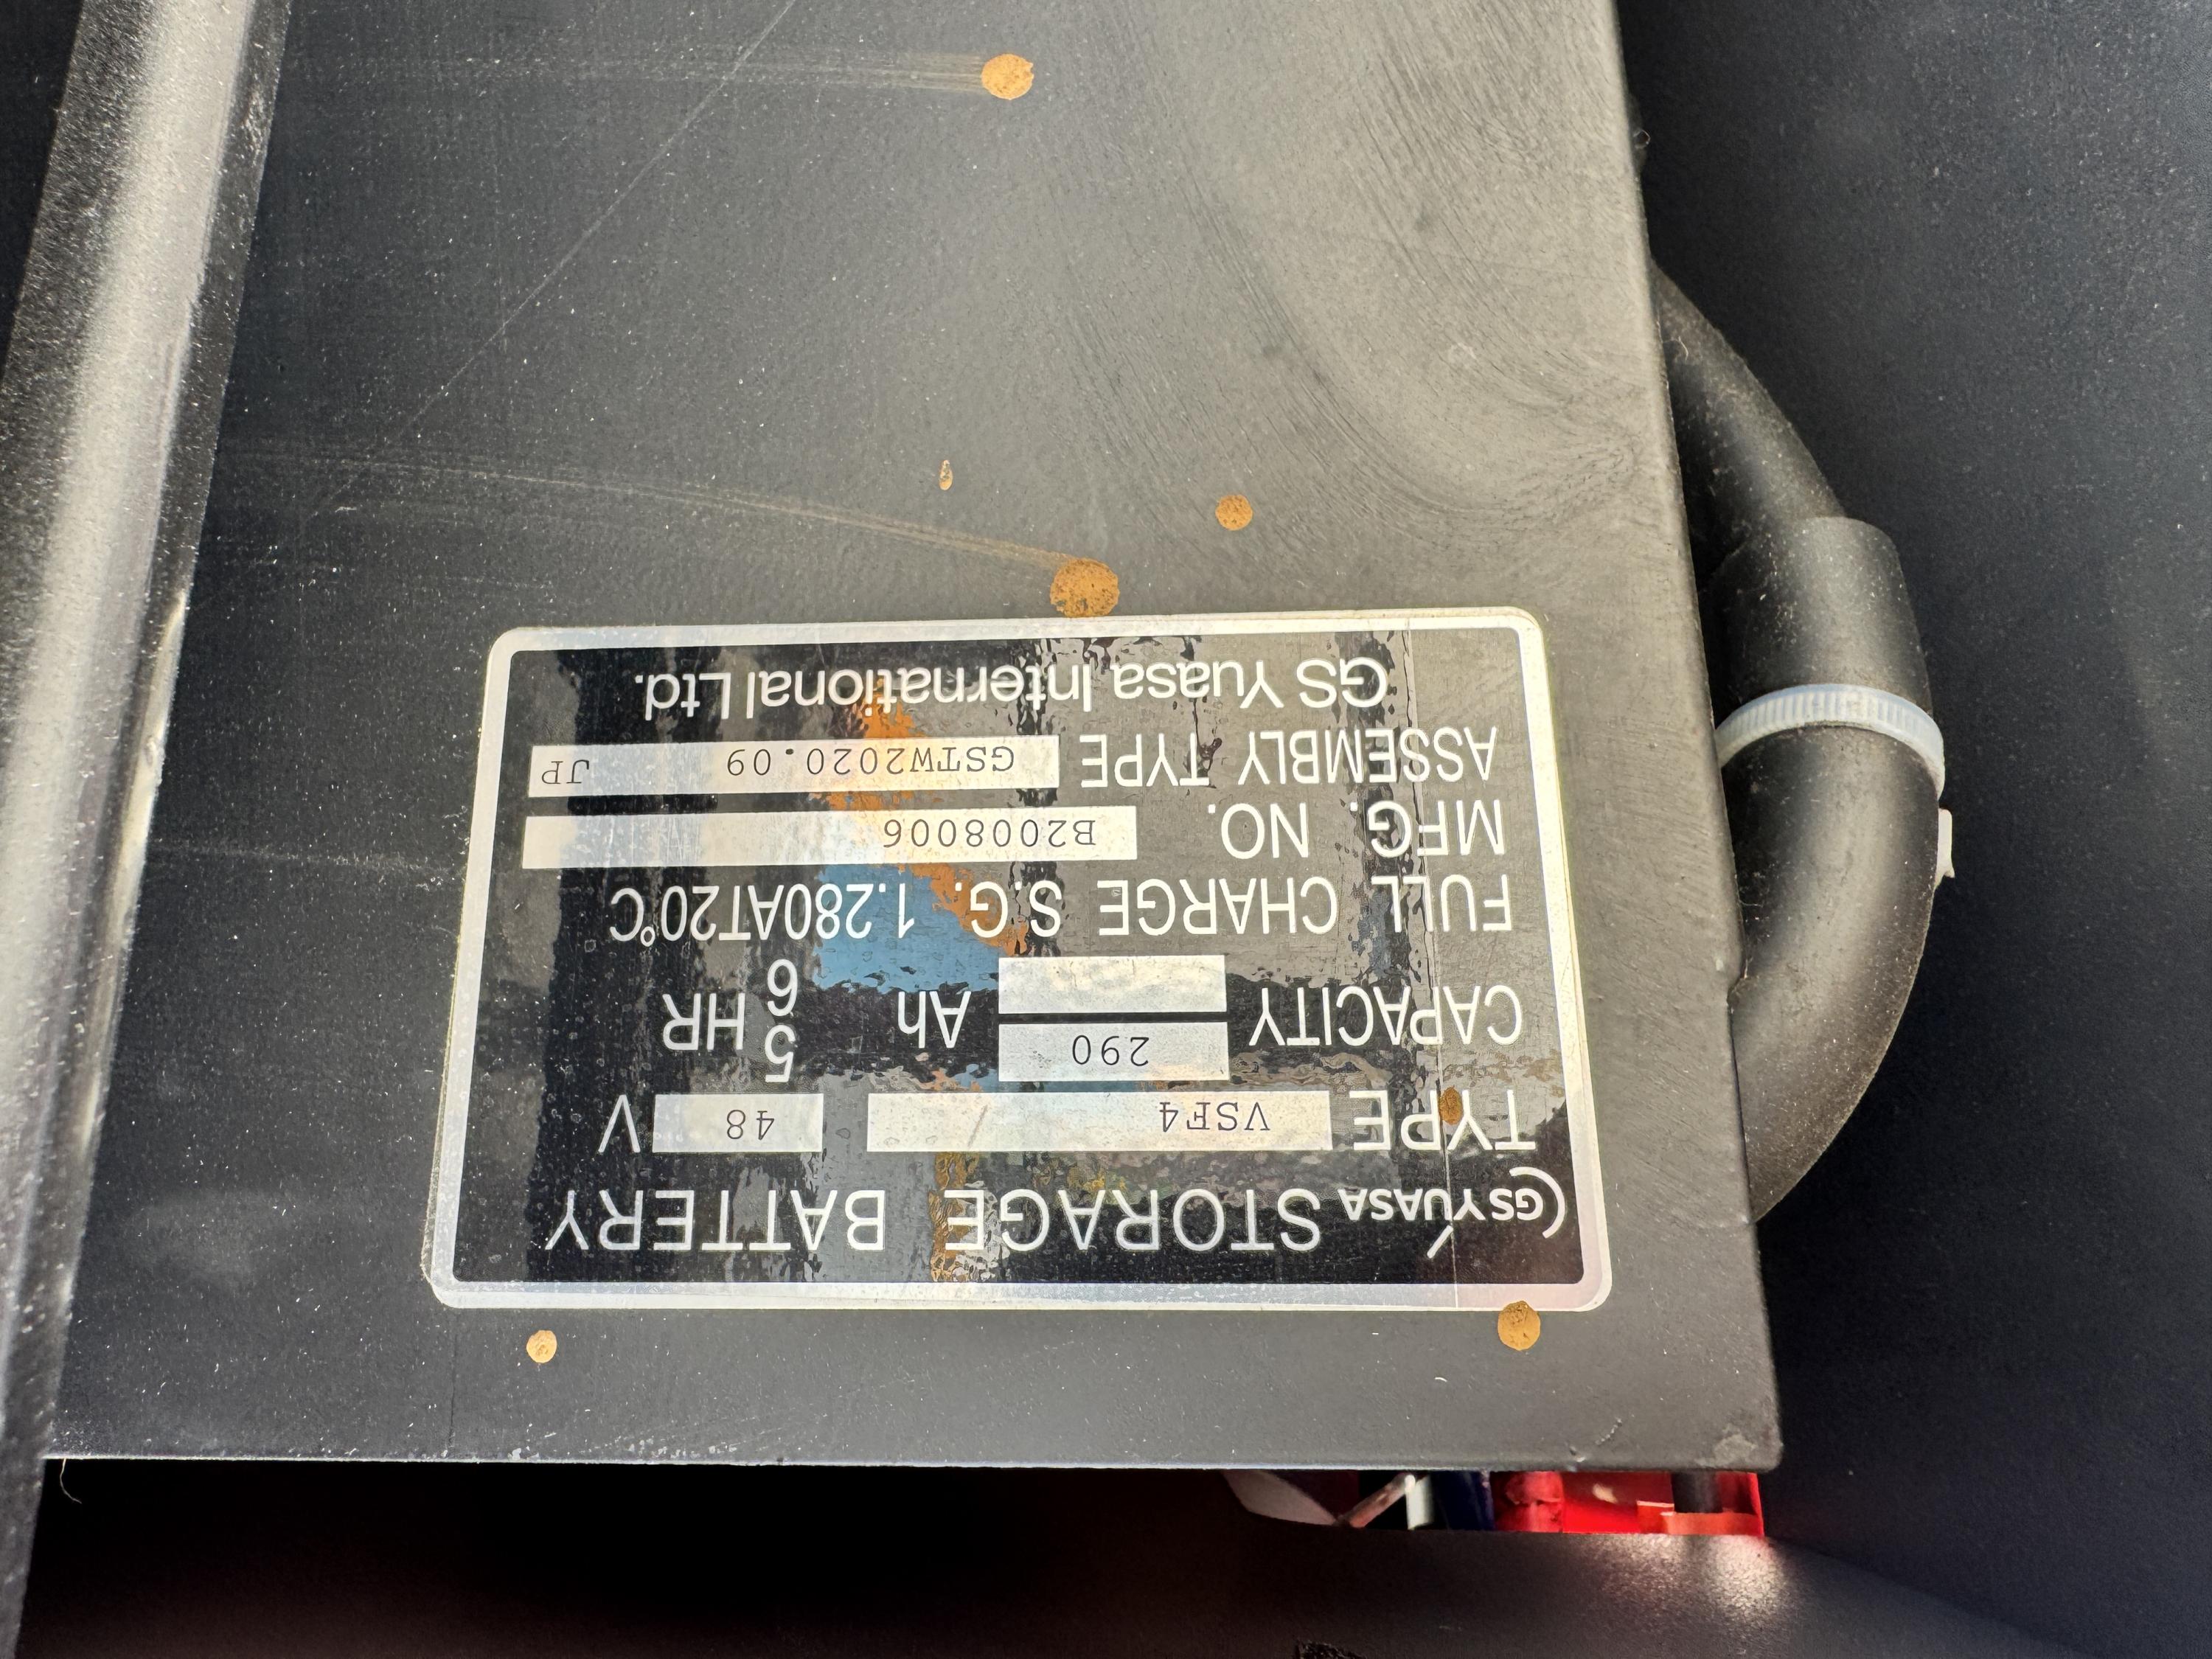 GS YUASA STORAGE BATTERY
TYPE VSF4 48 V
CAPACITY 290 Ah 5 HR
6
FULL CHARGE S.G. 1.280AT20°C
MFG. NO. B2008006
ASSEMBLY TYPE GSTW2020.09 JP
GS Yuasa International Ltd.